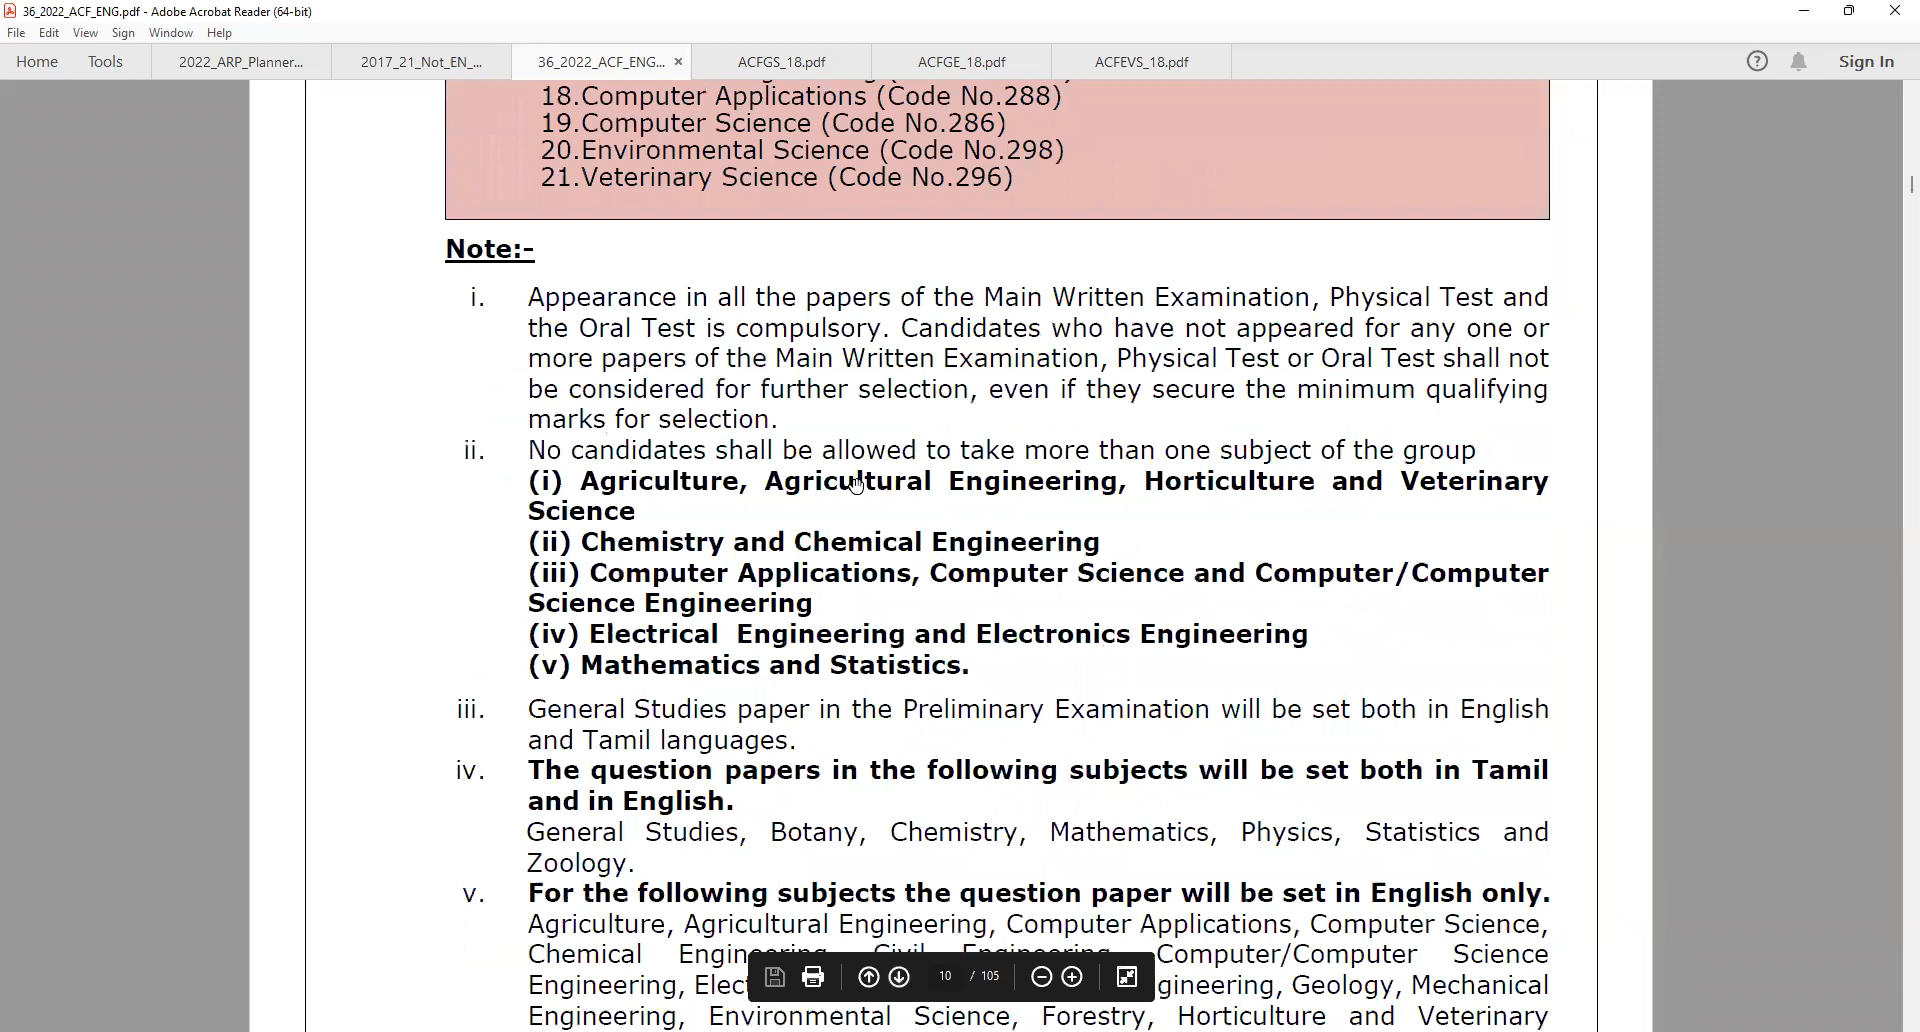 36_2022_ACF_ENG.pdf - Adobe Acrobat Reader (64-bit)
File Edit View Sign Window Help
Home Tools 2022_ARP_Planner... 2017_21_Not_EN_... 36_2022_ACF_ENG... × ACFGS_18.pdf ACFGE_18.pdf ACFEVS_18.pdf Sign In
18.Computer Applications (Code No.288)
19.Computer Science (Code No.286)
20.Environmental Science (Code No.298)
21.Veterinary Science (Code No.296)
Note:-
i. Appearance in all the papers of the Main Written Examination, Physical Test and
the Oral Test is compulsory. Candidates who have not appeared for any one or
more papers of the Main Written Examination, Physical Test or Oral Test shall not
be considered for further selection, even if they secure the minimum qualifying
marks for selection.
ii. No candidates shall be allowed to take more than one subject of the group
(i) Agriculture, Agricultural Engineering, Horticulture and Veterinary
Science
(ii) Chemistry and Chemical Engineering
(iii) Computer Applications, Computer Science and Computer/Computer
Science Engineering
(iv) Electrical Engineering and Electronics Engineering
(v) Mathematics and Statistics.
iii. General Studies paper in the Preliminary Examination will be set both in English
and Tamil languages.
iv. The question papers in the following subjects will be set both in Tamil
and in English.
General Studies, Botany, Chemistry, Mathematics, Physics, Statistics and
Zoology.
v. For the following subjects the question paper will be set in English only.
Agriculture, Agricultural Engineering, Computer Applications, Computer Science,
Chemical Engineering, Civil Engineering, Computer/Computer Science
Engineering, Elect gineering, Geology, Mechanical
10 / 105
Engineering, Environmental Science, Forestry, Horticulture and Veterinary